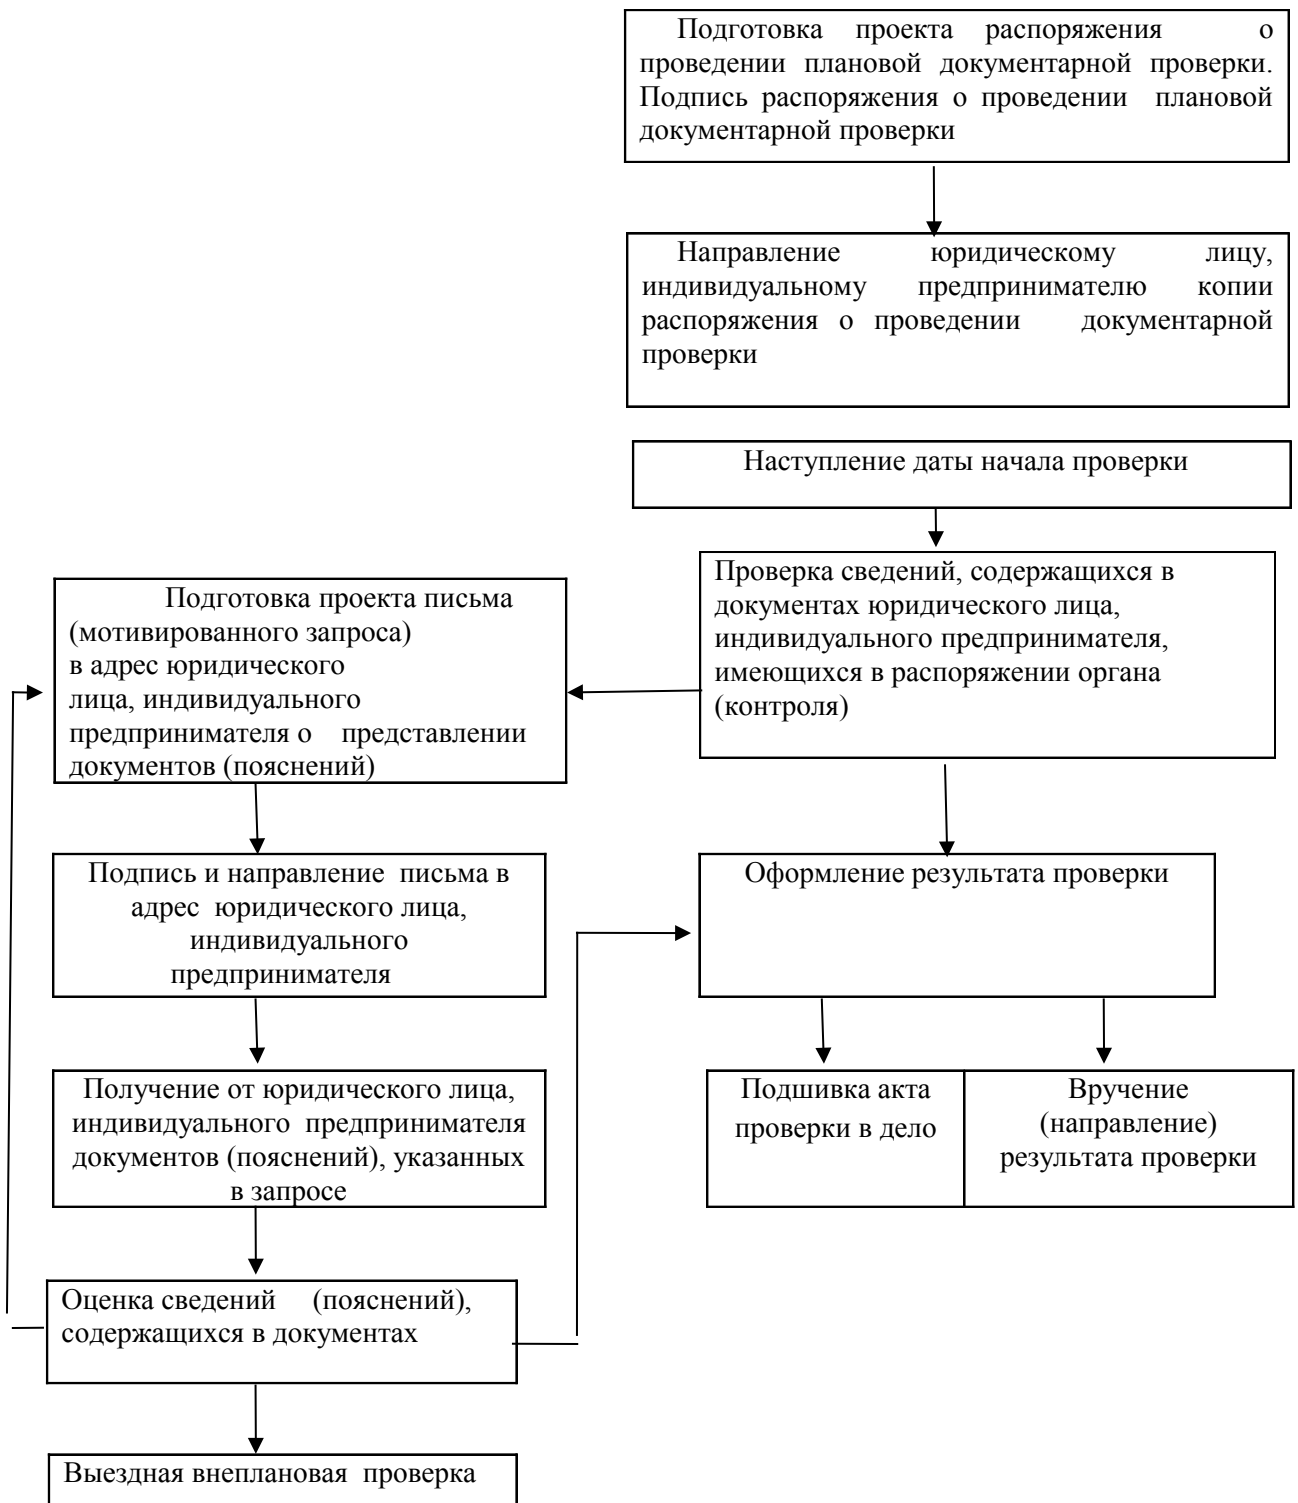 Подготовка проекта распоряжения о
проведении плановой документарной проверки.
Подпись распоряжения о проведении плановой
документарной проверки
Направление юридическому лицу,
индивидуальному предпринимателю копии
распоряжения о проведении документарной
проверки
Наступление даты начала проверки
Проверка сведений, содержащихся в
документах юридического лица,
индивидуального предпринимателя,
имеющихся в распоряжении органа
(контроля)
Подготовка проекта письма
(мотивированного запроса)
в адрес юридического
лица, индивидуального
предпринимателя о представлении
документов (пояснений)
Подпись и направление письма в
адрес юридического лица,
индивидуального
предпринимателя
Оформление результата проверки
Получение от юридического лица,
индивидуального предпринимателя
документов (пояснений), указанных
в запросе
Подшивка акта
проверки в дело
Вручение
(направление)
результата проверки
Оценка сведений (пояснений),
содержащихся в документах
Выездная внеплановая проверка